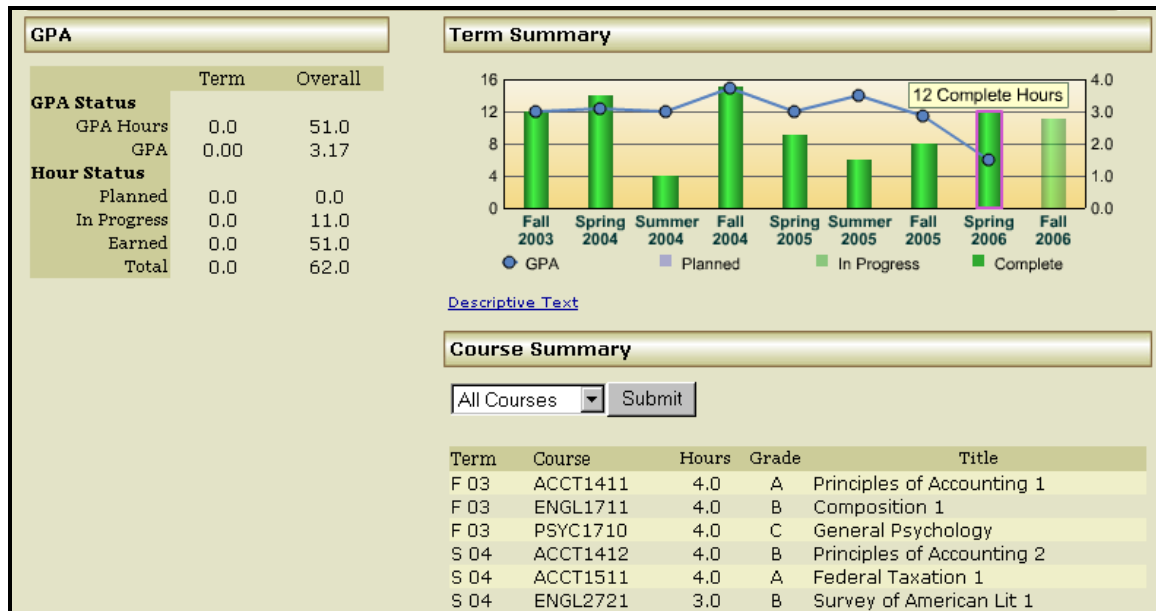 GPA
Term Overall
GPA Status
GPA Hours 0.0 51.0
GPA 0.00 3.17
Hour Status
Planned 0.0 0.0
In Progress 0.0 11.0
Earned 0.0 51.0
Total 0.0 62.0
Term Summary
16 4.0
12 Complete Hours
12 3.0
8 2.0
4 1.0
0 0.0
Fall Spring Summer Fall Spring Summer Fall Spring Fall
2003 2004 2004 2004 2005 2005 2005 2006 2006
GPA Planned In Progress Complete
Descriptive Text
Course Summary
All Courses Submit
Term Course Hours Grade Title
F 03 ACCT1411 4.0 A Principles of Accounting 1
F 03 ENGL1711 4.0 B Composition 1
F 03 PSYC1710 4.0 C General Psychology
S 04 ACCT1412 4.0 B Principles of Accounting 2
S 04 ACCT1511 4.0 A Federal Taxation 1
S 04 ENGL2721 3.0 B Survey of American Lit 1